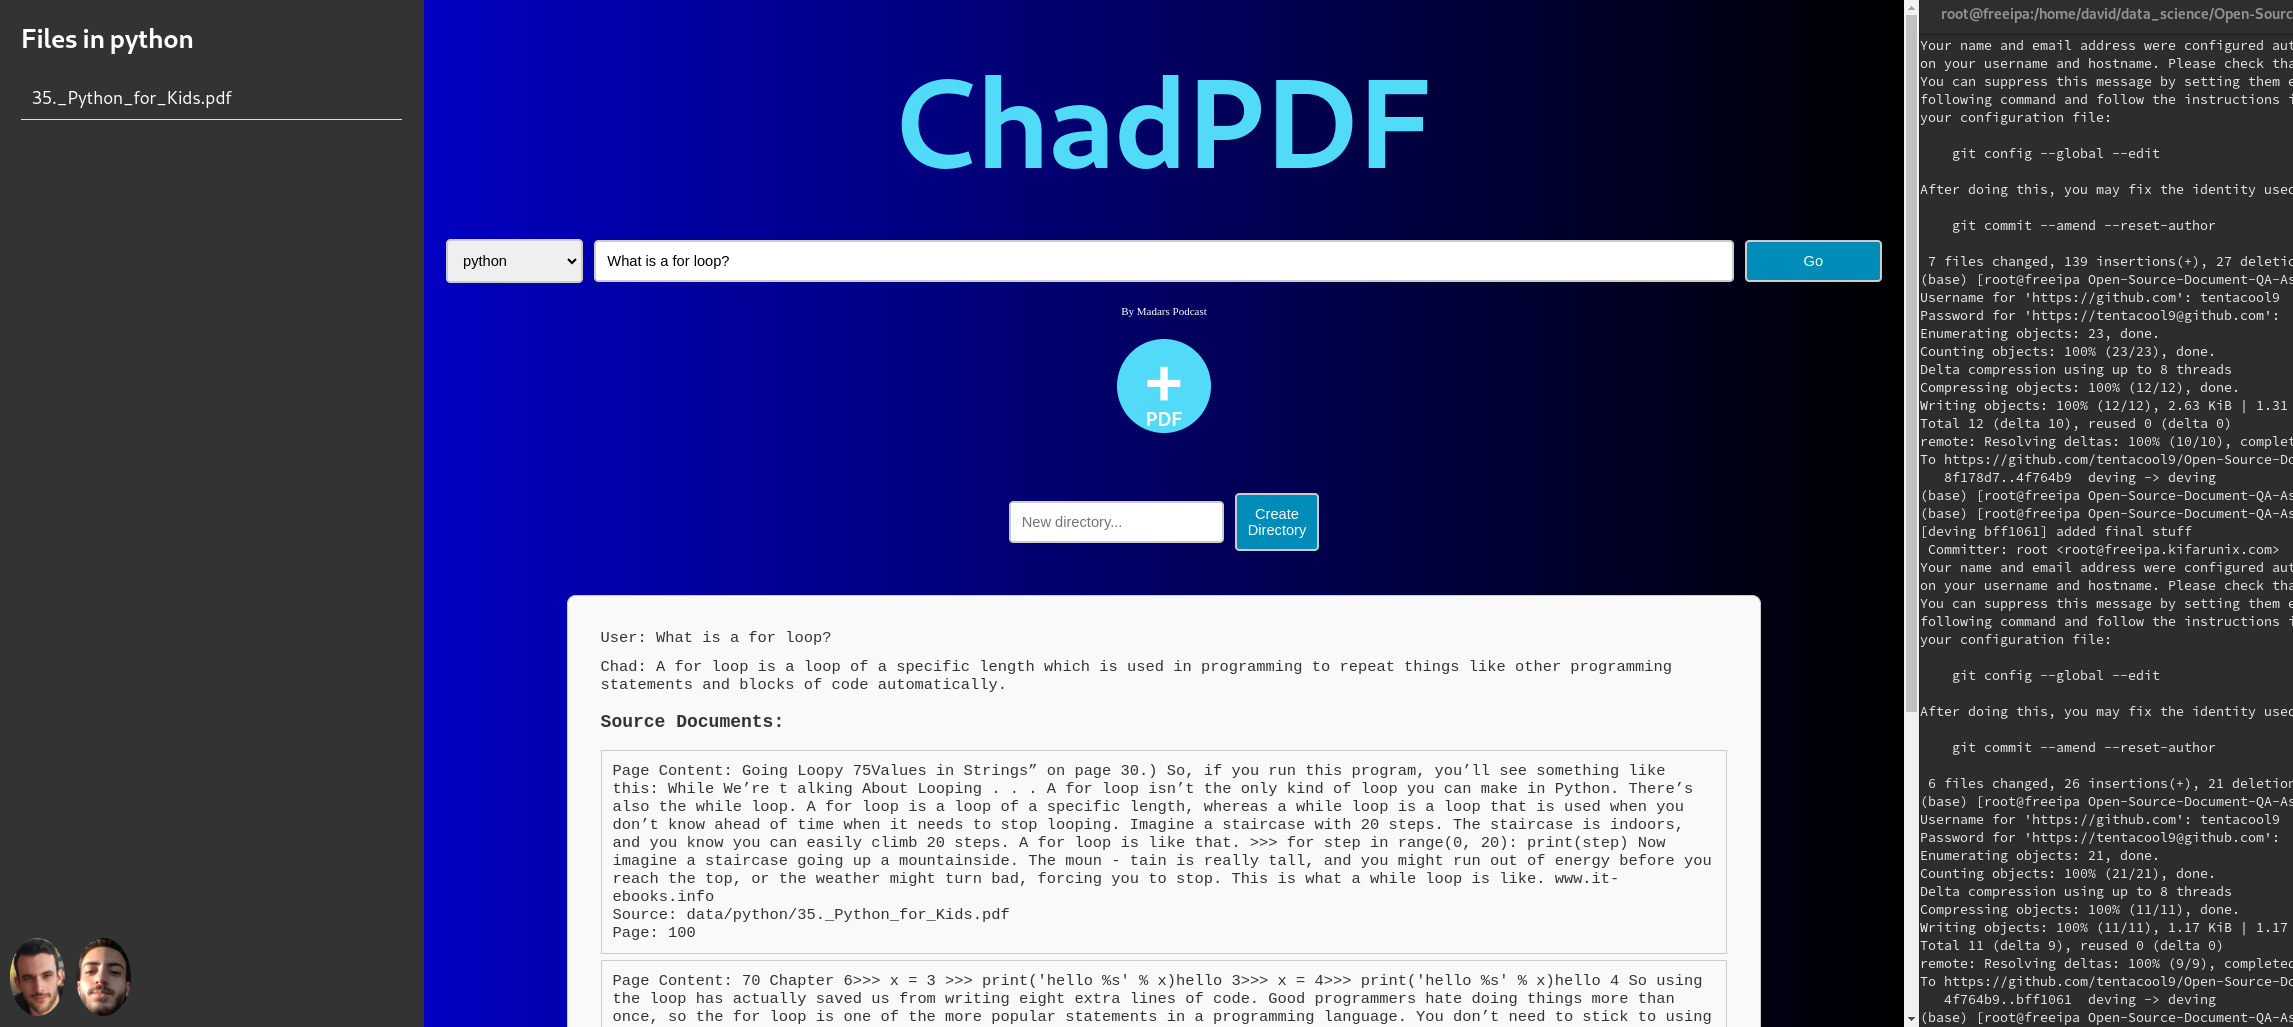 Files in python
35._Python_for_Kids.pdf
ChadPDF
python
What is a for loop?
Go
By Madars Podcast
+
PDF
New directory...
Create
Directory
User: What is a for loop?
Chad: A for loop is a loop of a specific length which is used in programming to repeat things like other programming
statements and blocks of code automatically.
Source Documents:
Page Content: Going Loopy 75Values in Strings” on page 30.) So, if you run this program, you’ll see something like
this: While We’re t alking About Looping . . . A for loop isn’t the only kind of loop you can make in Python. There’s
also the while loop. A for loop is a loop of a specific length, whereas a while loop is a loop that is used when you
don’t know ahead of time when it needs to stop looping. Imagine a staircase with 20 steps. The staircase is indoors,
and you know you can easily climb 20 steps. A for loop is like that. >>> for step in range(0, 20): print(step) Now
imagine a staircase going up a mountainside. The moun - tain is really tall, and you might run out of energy before you
reach the top, or the weather might turn bad, forcing you to stop. This is what a while loop is like. www.it-
ebooks.info
Source: data/python/35._Python_for_Kids.pdf
Page: 100
Page Content: 70 Chapter 6>>> x = 3 >>> print('hello %s' % x)hello 3>>> x = 4>>> print('hello %s' % x)hello 4 So using
the loop has actually saved us from writing eight extra lines of code. Good programmers hate doing things more than
once, so the for loop is one of the more popular statements in a programming language. You don’t need to stick to using
root@freeipa:/home/david/data_science/Open-Sourc
Your name and email address were configured aut
on your username and hostname. Please check tha
You can suppress this message by setting them e
following command and follow the instructions i
your configuration file:
git config --global --edit
After doing this, you may fix the identity used
git commit --amend --reset-author
7 files changed, 139 insertions(+), 27 deletio
(base) [root@freeipa Open-Source-Document-QA-As
Username for 'https://github.com': tentacool9
Password for 'https://tentacool9@github.com':
Enumerating objects: 23, done.
Counting objects: 100% (23/23), done.
Delta compression using up to 8 threads
Compressing objects: 100% (12/12), done.
Writing objects: 100% (12/12), 2.63 KiB | 1.31
Total 12 (delta 10), reused 0 (delta 0)
remote: Resolving deltas: 100% (10/10), complet
To https://github.com/tentacool9/Open-Source-Do
8f178d7..4f764b9  deving -> deving
(base) [root@freeipa Open-Source-Document-QA-As
(base) [root@freeipa Open-Source-Document-QA-As
[deving bff1061] added final stuff
Committer: root <root@freeipa.kifarunix.com>
Your name and email address were configured aut
on your username and hostname. Please check tha
You can suppress this message by setting them e
following command and follow the instructions i
your configuration file:
git config --global --edit
After doing this, you may fix the identity used
git commit --amend --reset-author
6 files changed, 26 insertions(+), 21 deletion
(base) [root@freeipa Open-Source-Document-QA-As
Username for 'https://github.com': tentacool9
Password for 'https://tentacool9@github.com':
Enumerating objects: 21, done.
Counting objects: 100% (21/21), done.
Delta compression using up to 8 threads
Compressing objects: 100% (11/11), done.
Writing objects: 100% (11/11), 1.17 KiB | 1.17
Total 11 (delta 9), reused 0 (delta 0)
remote: Resolving deltas: 100% (9/9), completed
To https://github.com/tentacool9/Open-Source-Do
4f764b9..bff1061  deving -> deving
(base) [root@freeipa Open-Source-Document-QA-As